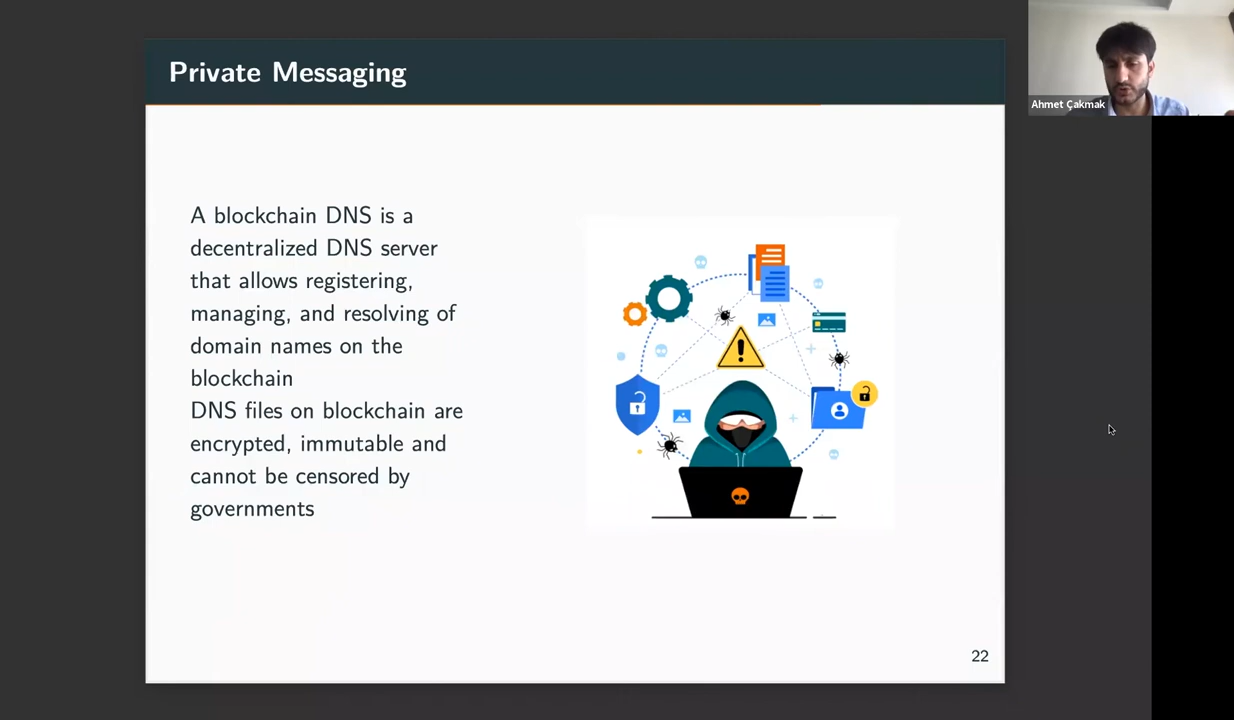 Private Messaging
Ahmet Çakmak
A blockchain DNS is a
decentralized DNS server
that allows registering,
managing, and resolving of
domain names on the
blockchain
DNS files on blockchain are
encrypted, immutable and
cannot be censored by
governments
22